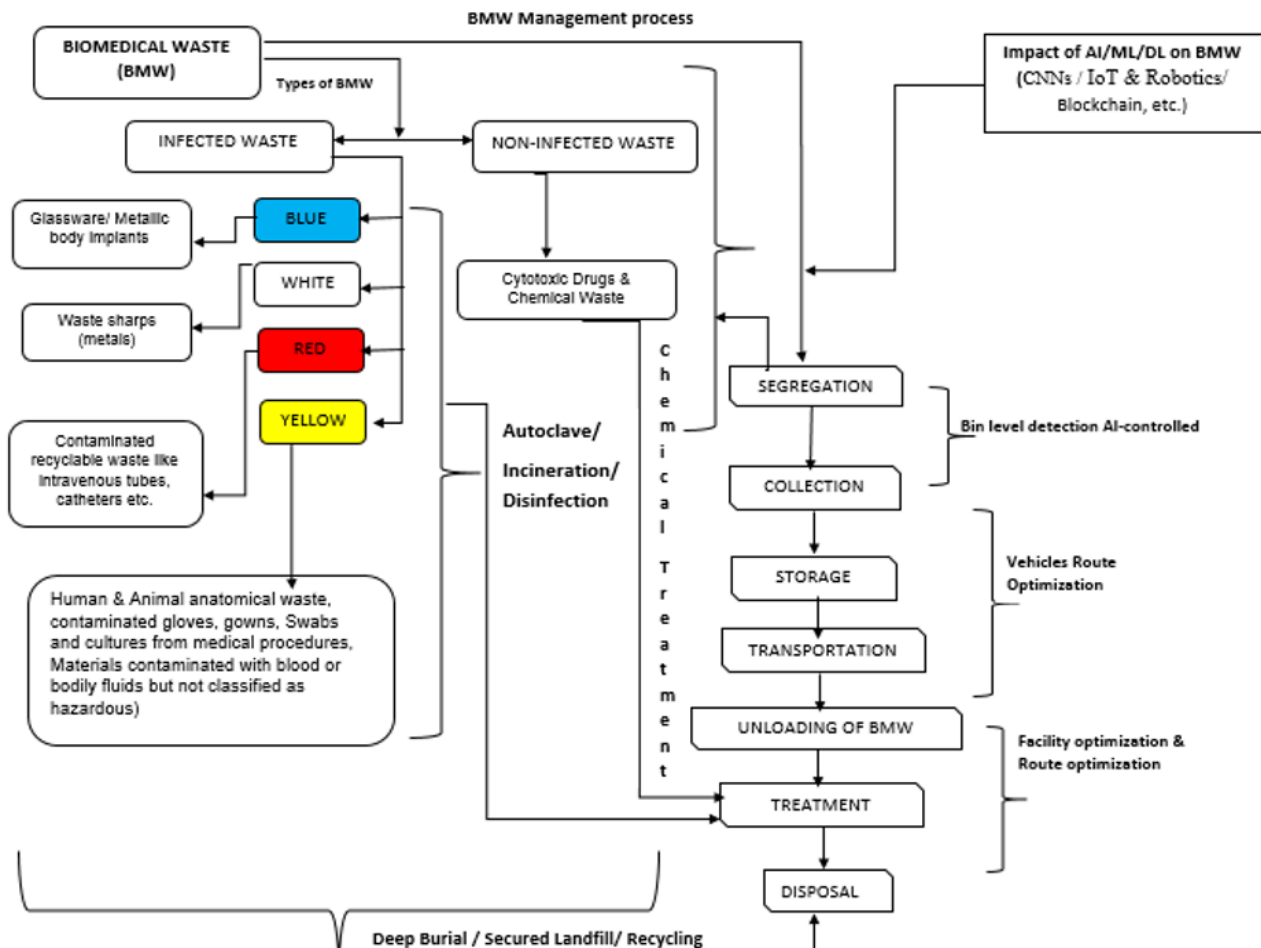 BMW Management process
BIOMEDICAL WASTE
(BMW)
Types of BMW
Impact of AI/ML/DL on BMW
(CNNs / IoT & Robotics/
Blockchain, etc.)
INFECTED WASTE
NON-INFECTED WASTE
Glassware/ Metallic
body Implants
BLUE
WHITE
Cytotoxic Drugs &
Chemical Waste
Waste sharps
(metals)
RED
YELLOW
Contaminated
recyclable waste like
Intravenous tubes,
catheters etc.
Autoclave/
Incineration/
Disinfection
Chemical Treatment
Human & Animal anatomical waste,
contaminated gloves, gowns, Swabs
and cultures from medical procedures,
Materials contaminated with blood or
bodily fluids but not classified as
hazardous)
SEGREGATION
Bin level detection AI-controlled
COLLECTION
STORAGE
Vehicles Route
Optimization
TRANSPORTATION
UNLOADING OF BMW
Facility optimization &
Route optimization
TREATMENT
DISPOSAL
Deep Burial / Secured Landfill/ Recycling